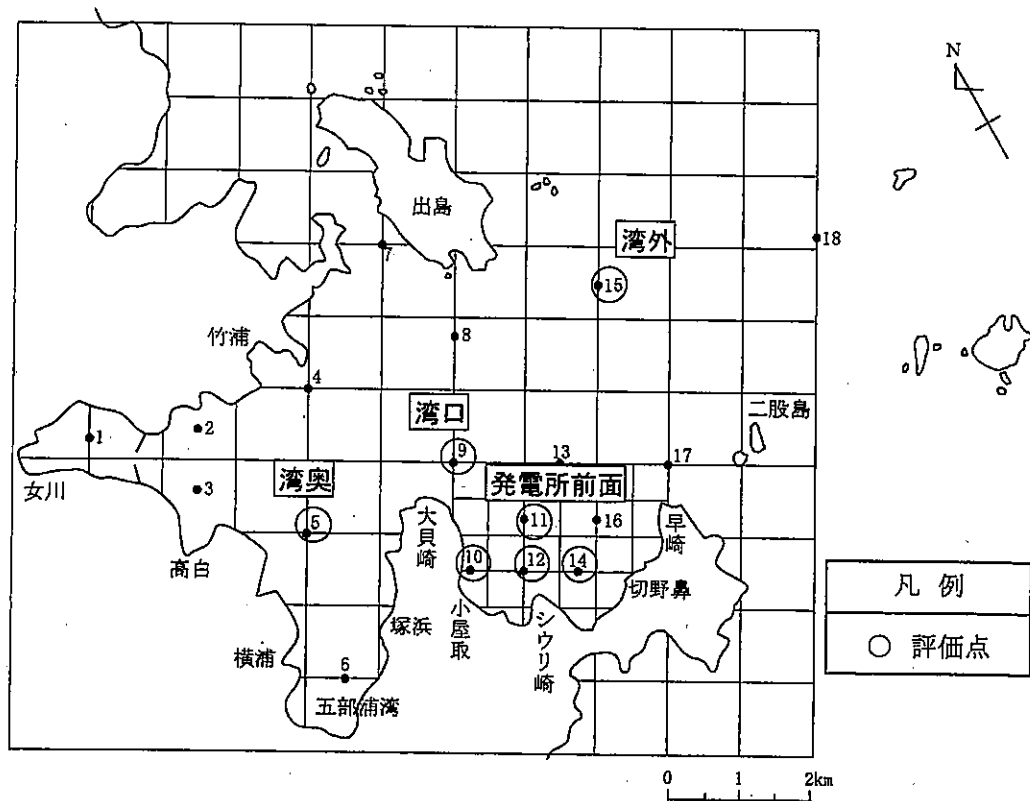 N
出島
湾外
18
7
15
竹浦
8
4
二股島
湾口
2
1
9
13
17
女川
湾奥
発電所前面
3
5
大貝崎
11
16
早崎
高白
10
12
14
切野鼻
塚浜
小屋取
シウリ崎
横浦
6
五部浦湾
凡例
○ 評価点
0 1 2km